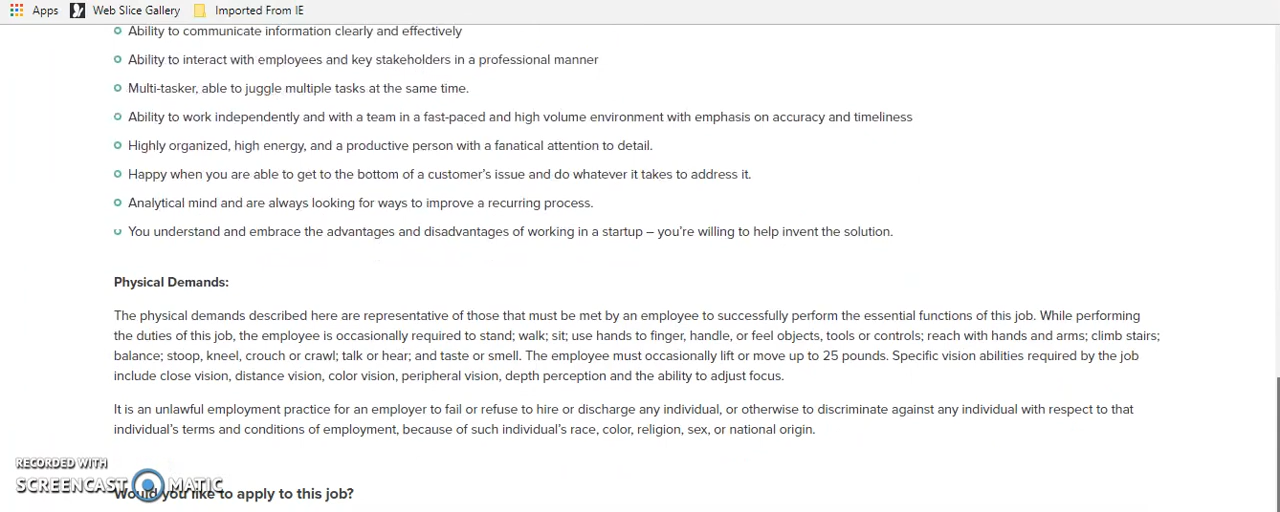 Apps Web Slice Gallery Imported From IE
Ability to communicate information clearly and effectively
Ability to interact with employees and key stakeholders in a professional manner
Multi-tasker, able to juggle multiple tasks at the same time.
Ability to work independently and with a team in a fast-paced and high volume environment with emphasis on accuracy and timeliness
Highly organized, high energy, and a productive person with a fanatical attention to detail.
Happy when you are able to get to the bottom of a customer’s issue and do whatever it takes to address it.
Analytical mind and are always looking for ways to improve a recurring process.
You understand and embrace the advantages and disadvantages of working in a startup – you’re willing to help invent the solution.
Physical Demands:
The physical demands described here are representative of those that must be met by an employee to successfully perform the essential functions of this job. While performing
the duties of this job, the employee is occasionally required to stand; walk; sit; use hands to finger, handle, or feel objects, tools or controls; reach with hands and arms; climb stairs;
balance; stoop, kneel, crouch or crawl; talk or hear; and taste or smell. The employee must occasionally lift or move up to 25 pounds. Specific vision abilities required by the job
include close vision, distance vision, color vision, peripheral vision, depth perception and the ability to adjust focus.
It is an unlawful employment practice for an employer to fail or refuse to hire or discharge any individual, or otherwise to discriminate against any individual with respect to that
individual’s terms and conditions of employment, because of such individual’s race, color, religion, sex, or national origin.
RECORDED WITH
SCREENCAST MATIC
Would you like to apply to this job?